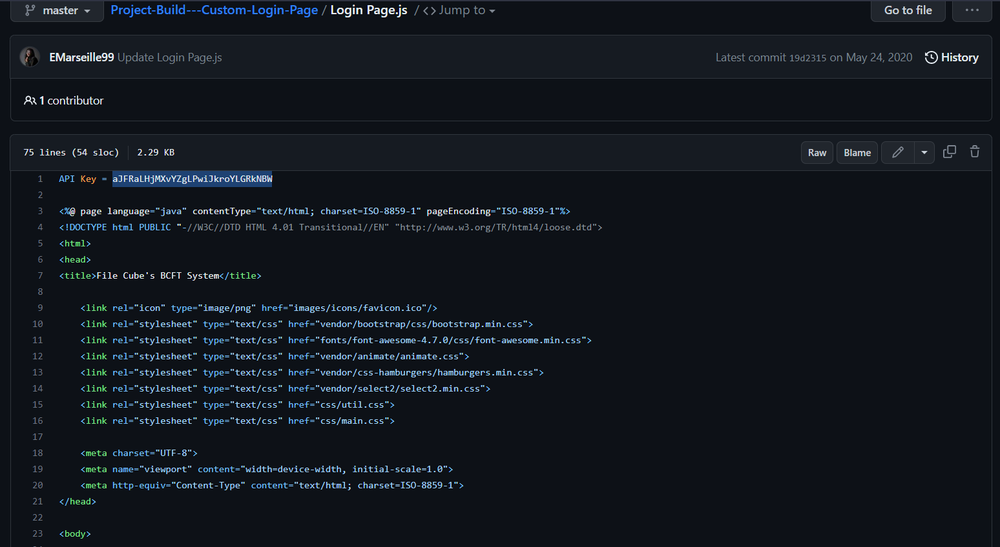 master Project-Build---Custom-Login-Page / Login Page.js / <> Jump to Go to file ...
EMarseille99 Update Login Page.js Latest commit 19d2315 on May 24, 2020 History
1 contributor
75 lines (54 sloc) 2.29 KB Raw Blame
1 API Key = aJFRaLHjMXvYZgLPwiJkroYLGRkNBW
2
3 <%@ page language="java" contentType="text/html; charset=ISO-8859-1" pageEncoding="ISO-8859-1"%>
4 <!DOCTYPE html PUBLIC "-//W3C//DTD HTML 4.01 Transitional//EN" "http://www.w3.org/TR/html4/loose.dtd">
5 <html>
6 <head>
7 <title>File Cube's BCFT System</title>
8
9 <link rel="icon" type="image/png" href="images/icons/favicon.ico"/>
10 <link rel="stylesheet" type="text/css" href="vendor/bootstrap/css/bootstrap.min.css">
11 <link rel="stylesheet" type="text/css" href="fonts/font-awesome-4.7.0/css/font-awesome.min.css">
12 <link rel="stylesheet" type="text/css" href="vendor/animate/animate.css">
13 <link rel="stylesheet" type="text/css" href="vendor/css-hamburgers/hamburgers.min.css">
14 <link rel="stylesheet" type="text/css" href="vendor/select2/select2.min.css">
15 <link rel="stylesheet" type="text/css" href="css/util.css">
16 <link rel="stylesheet" type="text/css" href="css/main.css">
17
18 <meta charset="UTF-8">
19 <meta name="viewport" content="width=device-width, initial-scale=1.0">
20 <meta http-equiv="Content-Type" content="text/html; charset=ISO-8859-1">
21 </head>
22
23 <body>